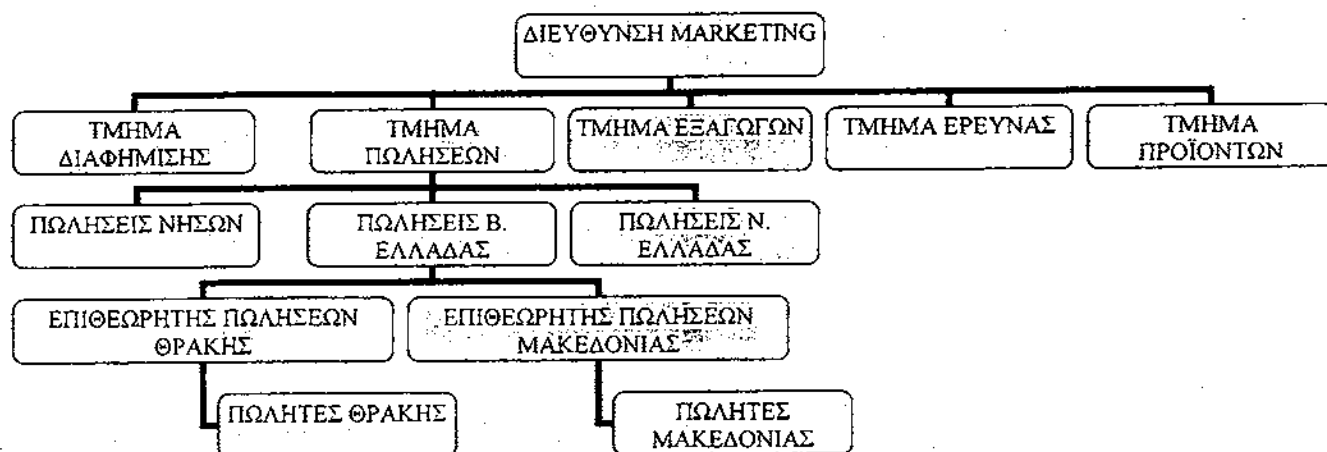 ΔΙΕΥΘΥΝΣΗ MARKETING
ΤΜΗΜΑ
ΔΙΑΦΗΜΙΣΗΣ
ΤΜΗΜΑ
ΠΩΛΗΣΕΩΝ
ΤΜΗΜΑ ΕΞΑΓΩΓΩΝ
ΤΜΗΜΑ ΕΡΕΥΝΑΣ
ΤΜΗΜΑ
ΠΡΟΪΟΝΤΩΝ
ΠΩΛΗΣΕΙΣ ΝΗΣΩΝ
ΠΩΛΗΣΕΙΣ Β.
ΕΛΛΑΔΑΣ
ΠΩΛΗΣΕΙΣ Ν.
ΕΛΛΑΔΑΣ
ΕΠΙΘΕΩΡΗΤΗΣ ΠΩΛΗΣΕΩΝ
ΘΡΑΚΗΣ
ΕΠΙΘΕΩΡΗΤΗΣ ΠΩΛΗΣΕΩΝ
ΜΑΚΕΔΟΝΙΑΣ
ΠΩΛΗΤΕΣ ΘΡΑΚΗΣ
ΠΩΛΗΤΕΣ
ΜΑΚΕΔΟΝΙΑΣ